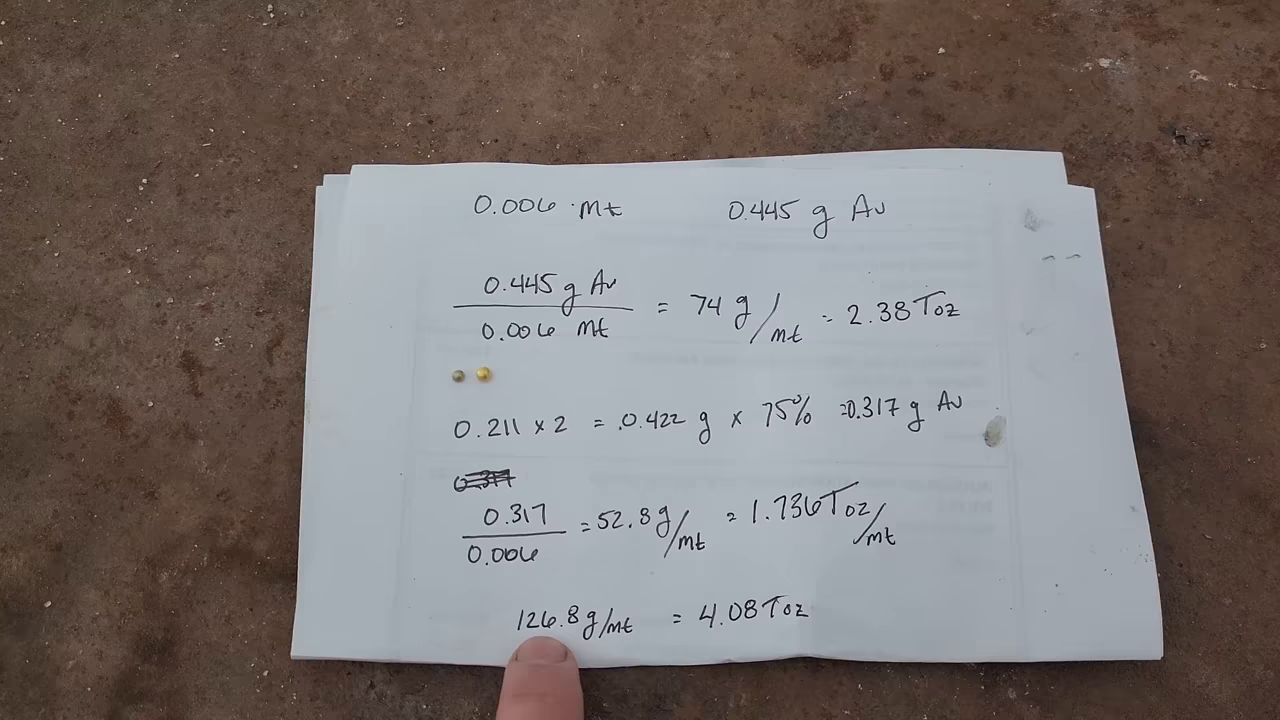 0.006 mt 0.445 g Au
0.445 g Au
0.006 mt
= 74 g/mt = 2.38 Toz
0.211 x 2 = 0.422 g x 75% = 0.317 g Au
0.317
0.006
= 52.8 g/mt = 1.736 Toz/mt
126.8 g/mt = 4.08 Toz